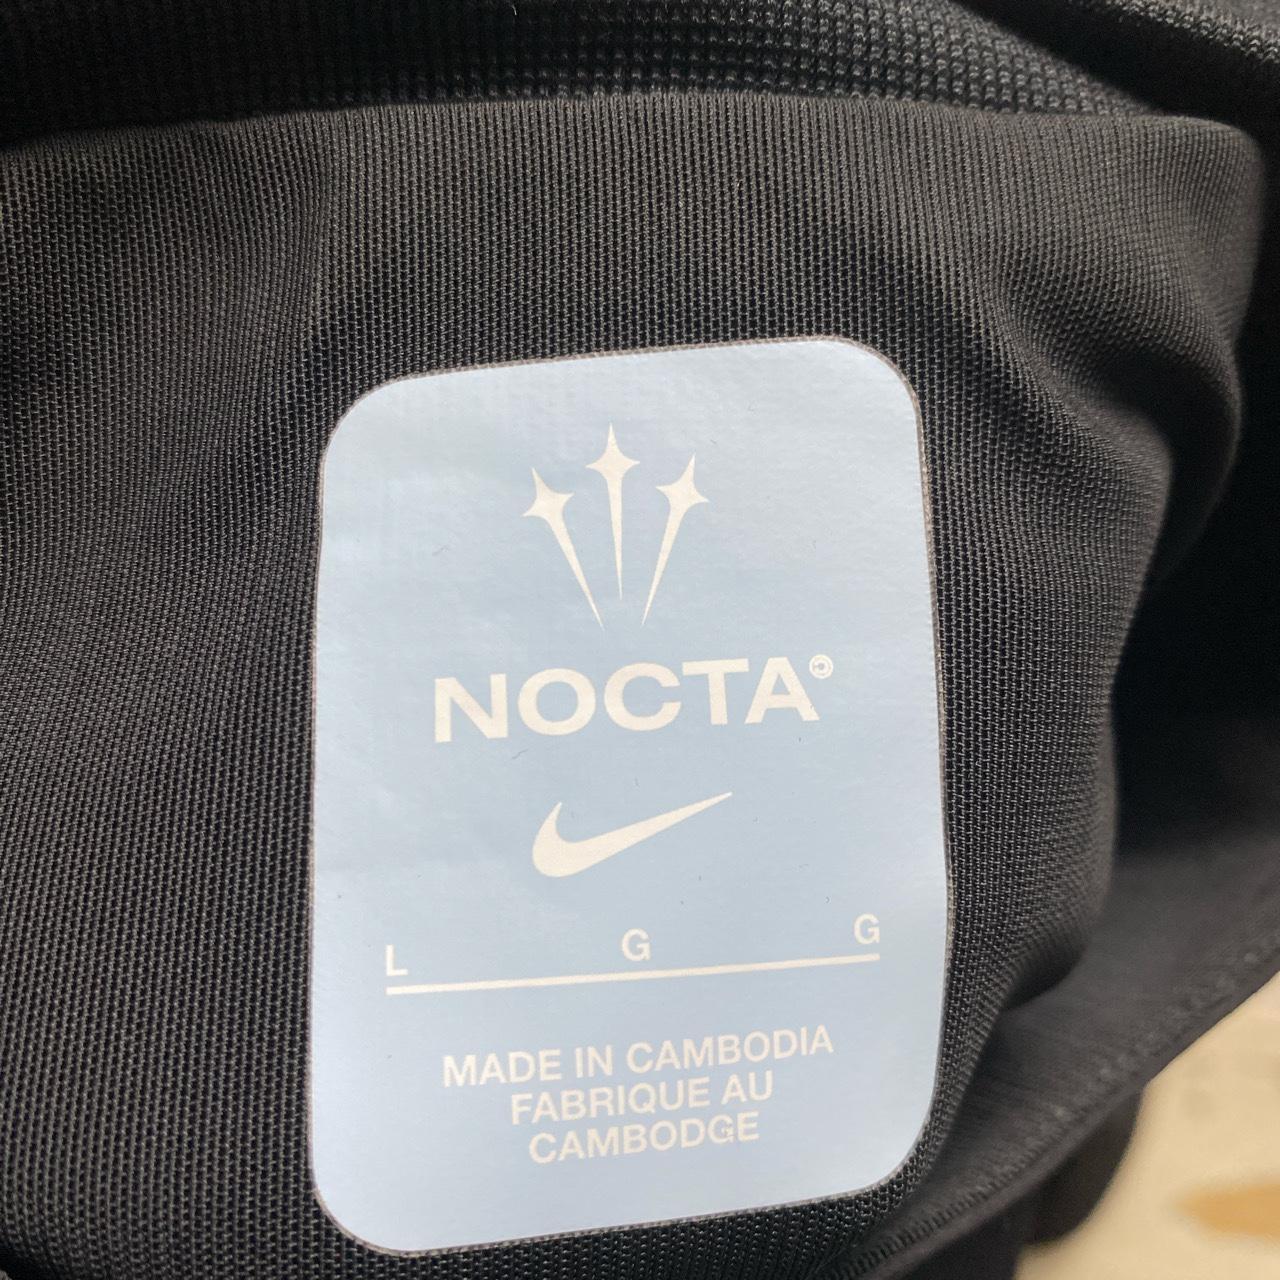 NOCTA©
L G G
MADE IN CAMBODIA
FABRIQUE AU
CAMBODGE